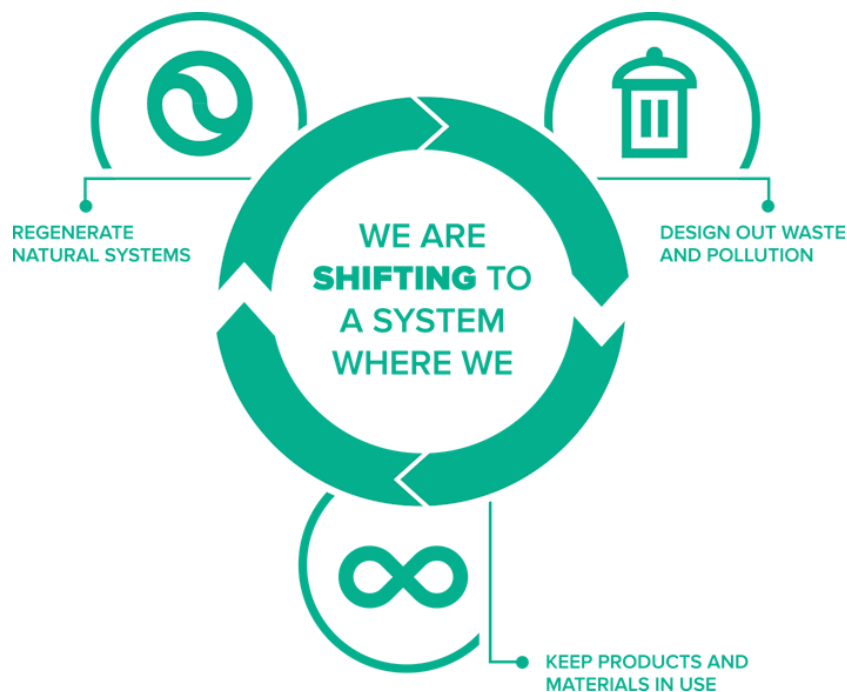 WE ARE
SHIFTING TO
A SYSTEM
WHERE WE
REGENERATE
NATURAL SYSTEMS
DESIGN OUT WASTE
AND POLLUTION
KEEP PRODUCTS AND
MATERIALS IN USE